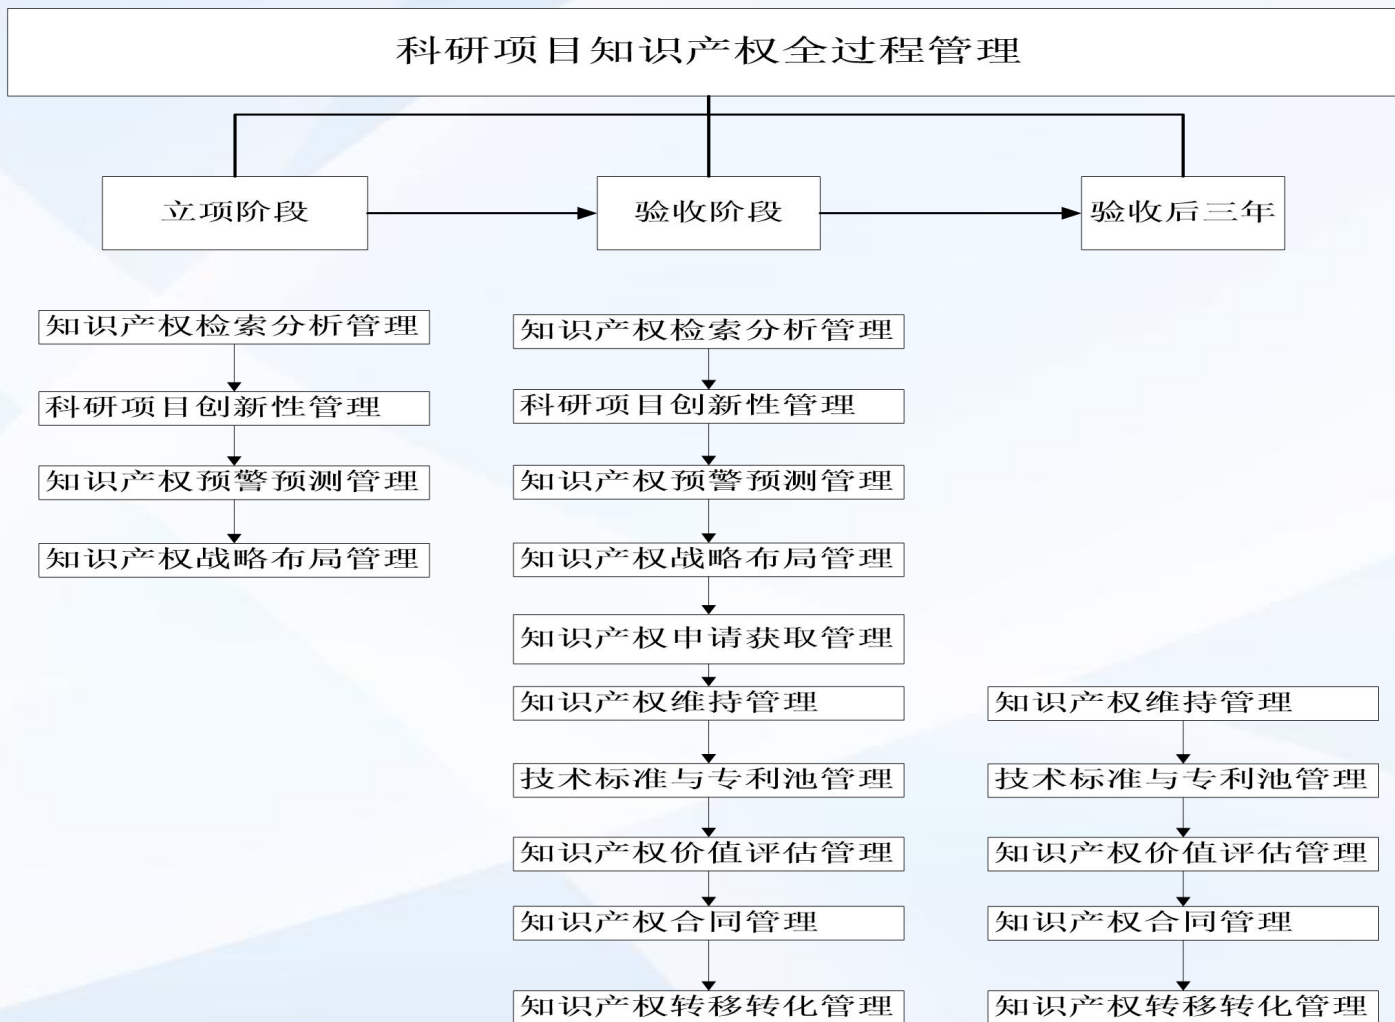 科研项目知识产权全过程管理
立项阶段
验收阶段
验收后三年
知识产权检索分析管理
科研项目创新性管理
知识产权预警预测管理
知识产权战略布局管理
知识产权检索分析管理
科研项目创新性管理
知识产权预警预测管理
知识产权战略布局管理
知识产权申请获取管理
知识产权维持管理
技术标准与专利池管理
知识产权价值评估管理
知识产权合同管理
知识产权转移转化管理
知识产权维持管理
技术标准与专利池管理
知识产权价值评估管理
知识产权合同管理
知识产权转移转化管理